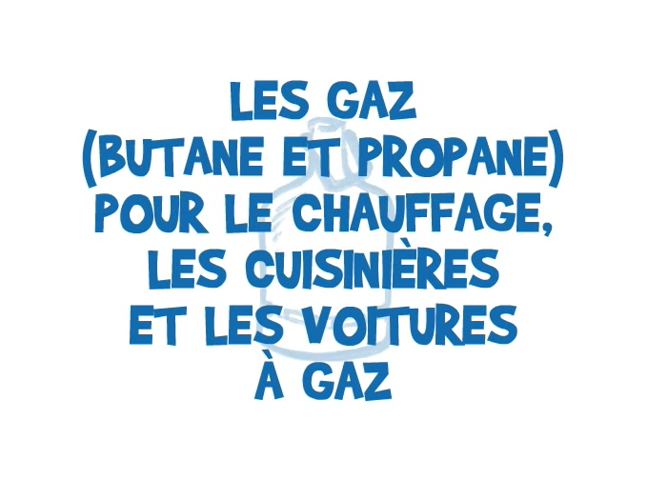 LES GAZ
(BUTANE ET PROPANE)
POUR LE CHAUFFAGE,
LES CUISINIÈRES
ET LES VOITURES
À GAZ